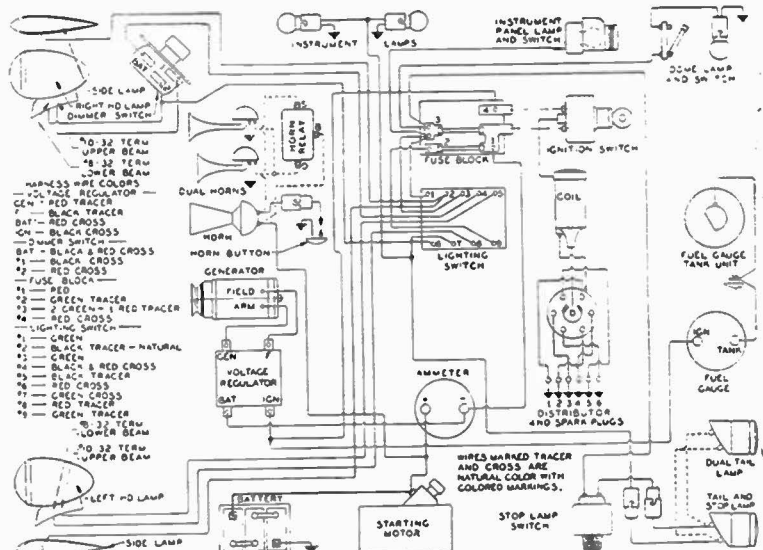 INSTRUMENT
LAMPS
INSTRUMENT
PANEL LAMP
AND SWITCH
DOME LAMP
AND SWITCH
SIDE LAMP
RIGHT HD LAMP
DIMMER SWITCH
BAT
10-32 TERM
UPPER BEAM
8-32 TERM
LOWER BEAM
HORN
RELAY
DUAL HORNS
HORN
HORN BUTTON
FUSE BLOCK
IGNITION SWITCH
COIL
LIGHTING
SWITCH
HARNESS WIRE COLORS
VOLTAGE REGULATOR
GEN - RED TRACER
F - BLACK TRACER
BAT - RED CROSS
IGN - BLACK CROSS
DIMMER SWITCH
BAT - BLACK & RED CROSS
#1 - BLACK CROSS
#2 - RED CROSS
FUSE BLOCK
#1 - RED
#2 - GREEN TRACER
#3 - 2 GREEN - 1 RED TRACER
#4 - RED CROSS
LIGHTING SWITCH
#1 - GREEN
#2 - BLACK TRACER - NATURAL
#3 - GREEN
#4 - BLACK & RED CROSS
#5 - BLACK TRACER
#6 - RED CROSS
#7 - GREEN CROSS
#8 - RED TRACER
#9 - GREEN TRACER
GENERATOR
FIELD
ARM
GEN F
VOLTAGE
REGULATOR
BAT IGN
AMMETER
+ -
1 2 3 4 5 6
DISTRIBUTOR
AND SPARK PLUGS
FUEL GAUGE
TANK UNIT
IGN
TANK
FUEL
GAUGE
8-32 TERM
LOWER BEAM
10-32 TERM
UPPER BEAM
LEFT HD LAMP
SIDE LAMP
BATTERY
STARTING
MOTOR
WIRES MARKED TRACER
AND CROSS ARE
NATURAL COLOR WITH
COLORED MARKINGS.
STOP LAMP
SWITCH
DUAL TAIL
LAMP
TAIL AND
STOP LAMP